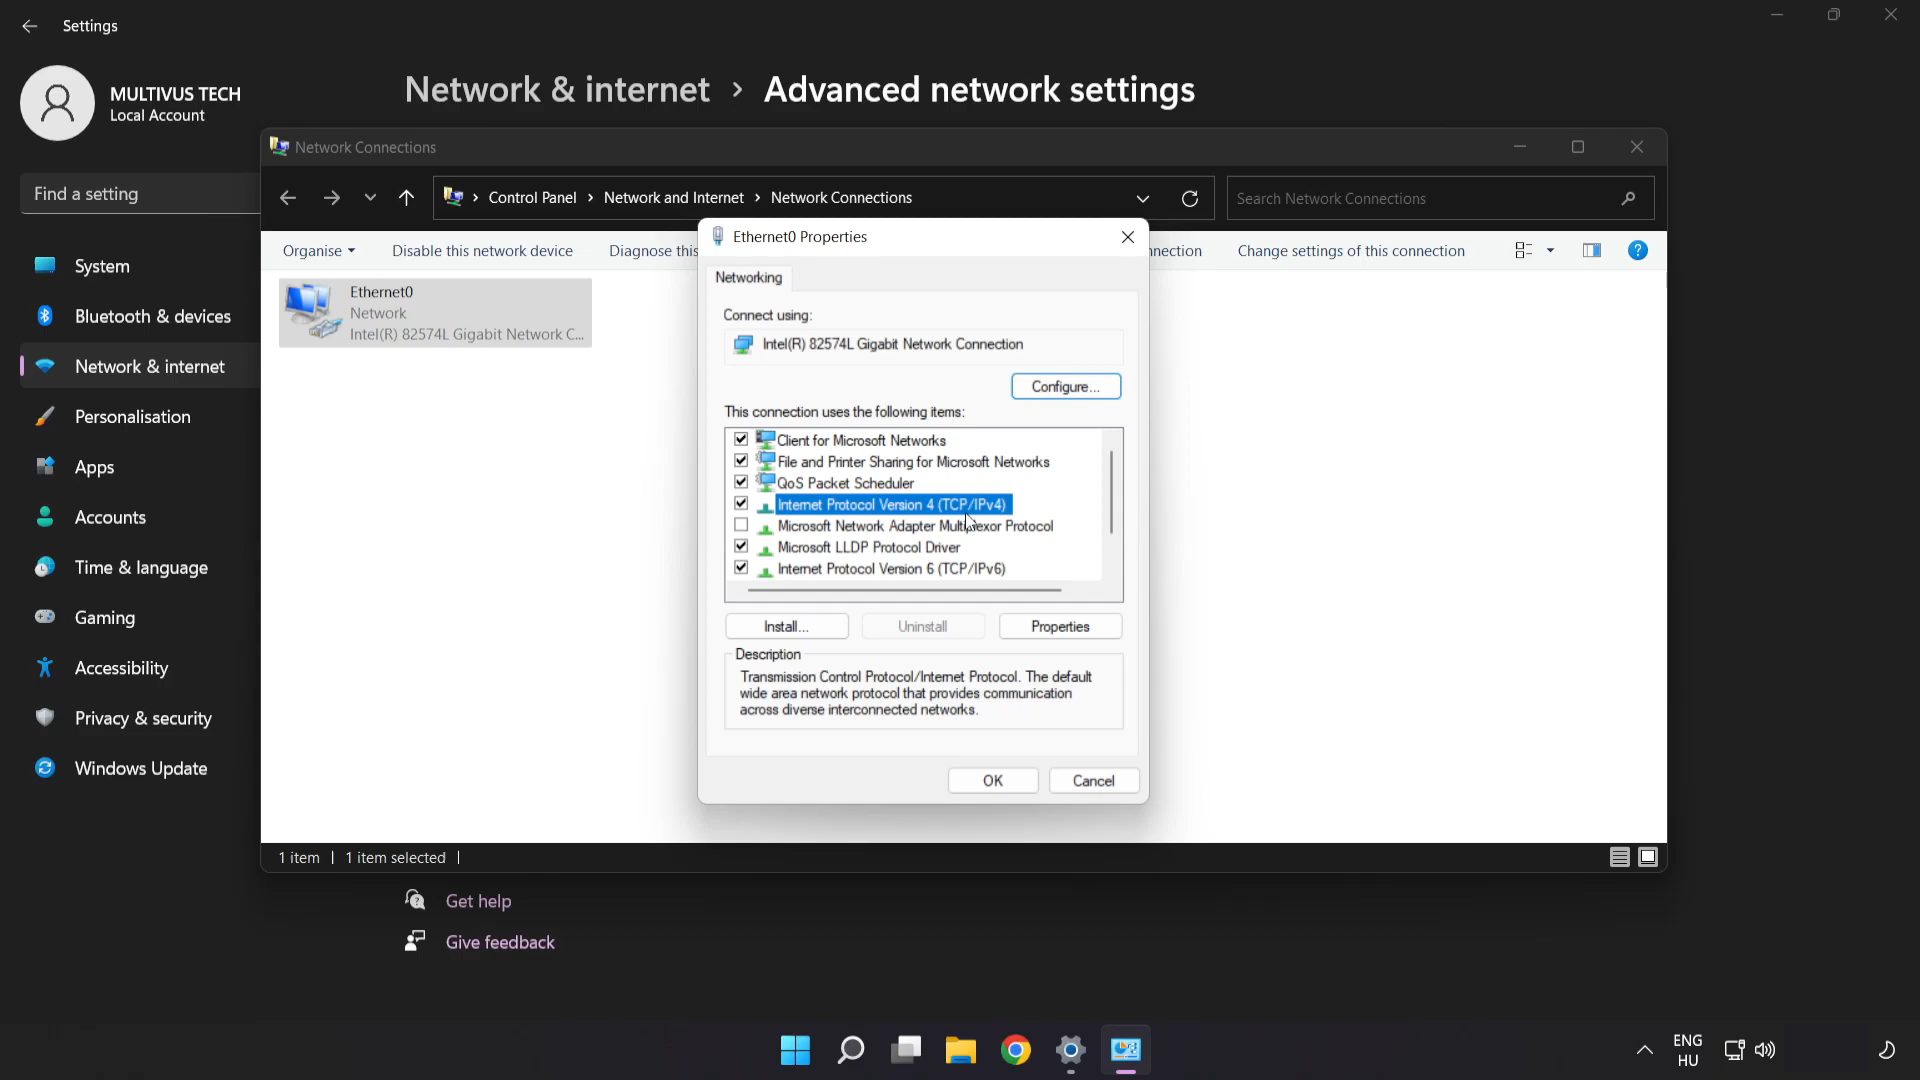 Settings
MULTIVUS TECH
Local Account
Network & internet > Advanced network settings
Find a setting
System
Bluetooth & devices
Network & internet
Personalisation
Apps
Accounts
Time & language
Gaming
Accessibility
Privacy & security
Windows Update
Network Connections
Control Panel > Network and Internet > Network Connections
Search Network Connections
Organise
Disable this network device
Diagnose this
nnection
Change settings of this connection
Ethernet0
Network
Intel(R) 82574L Gigabit Network C...
Ethernet0 Properties
Networking
Connect using:
Intel(R) 82574L Gigabit Network Connection
Configure...
This connection uses the following items:
Client for Microsoft Networks
File and Printer Sharing for Microsoft Networks
QoS Packet Scheduler
Internet Protocol Version 4 (TCP/IPv4)
Microsoft Network Adapter Multiplexor Protocol
Microsoft LLDP Protocol Driver
Internet Protocol Version 6 (TCP/IPv6)
Install...
Uninstall
Properties
Description
Transmission Control Protocol/Internet Protocol. The default
wide area network protocol that provides communication
across diverse interconnected networks.
OK
Cancel
1 item
1 item selected
Get help
Give feedback
ENG
HU